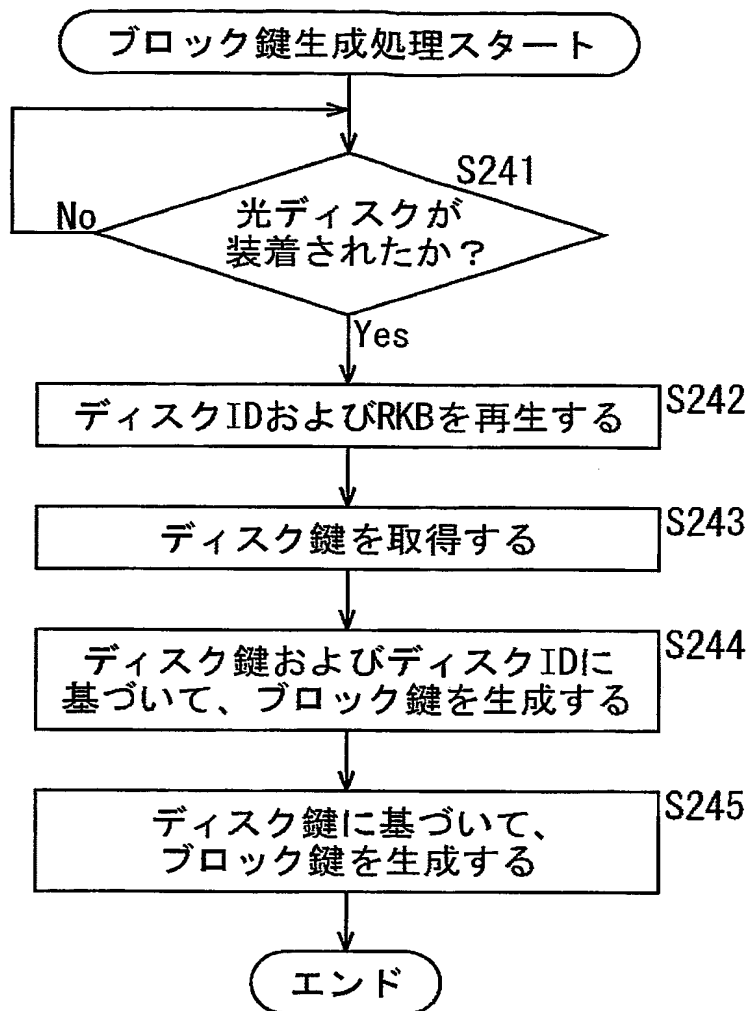 ブロック鍵生成処理スタート
S241
光ディスクが
No
装着されたか？
Yes
S242
ディスクIDおよびRKBを再生する
S243
ディスク鍵を取得する
S244
ディスク鍵およびディスクIDに
基づいて、ブロック鍵を生成する
S245
ディスク鍵に基づいて、
ブロック鍵を生成する
エンド